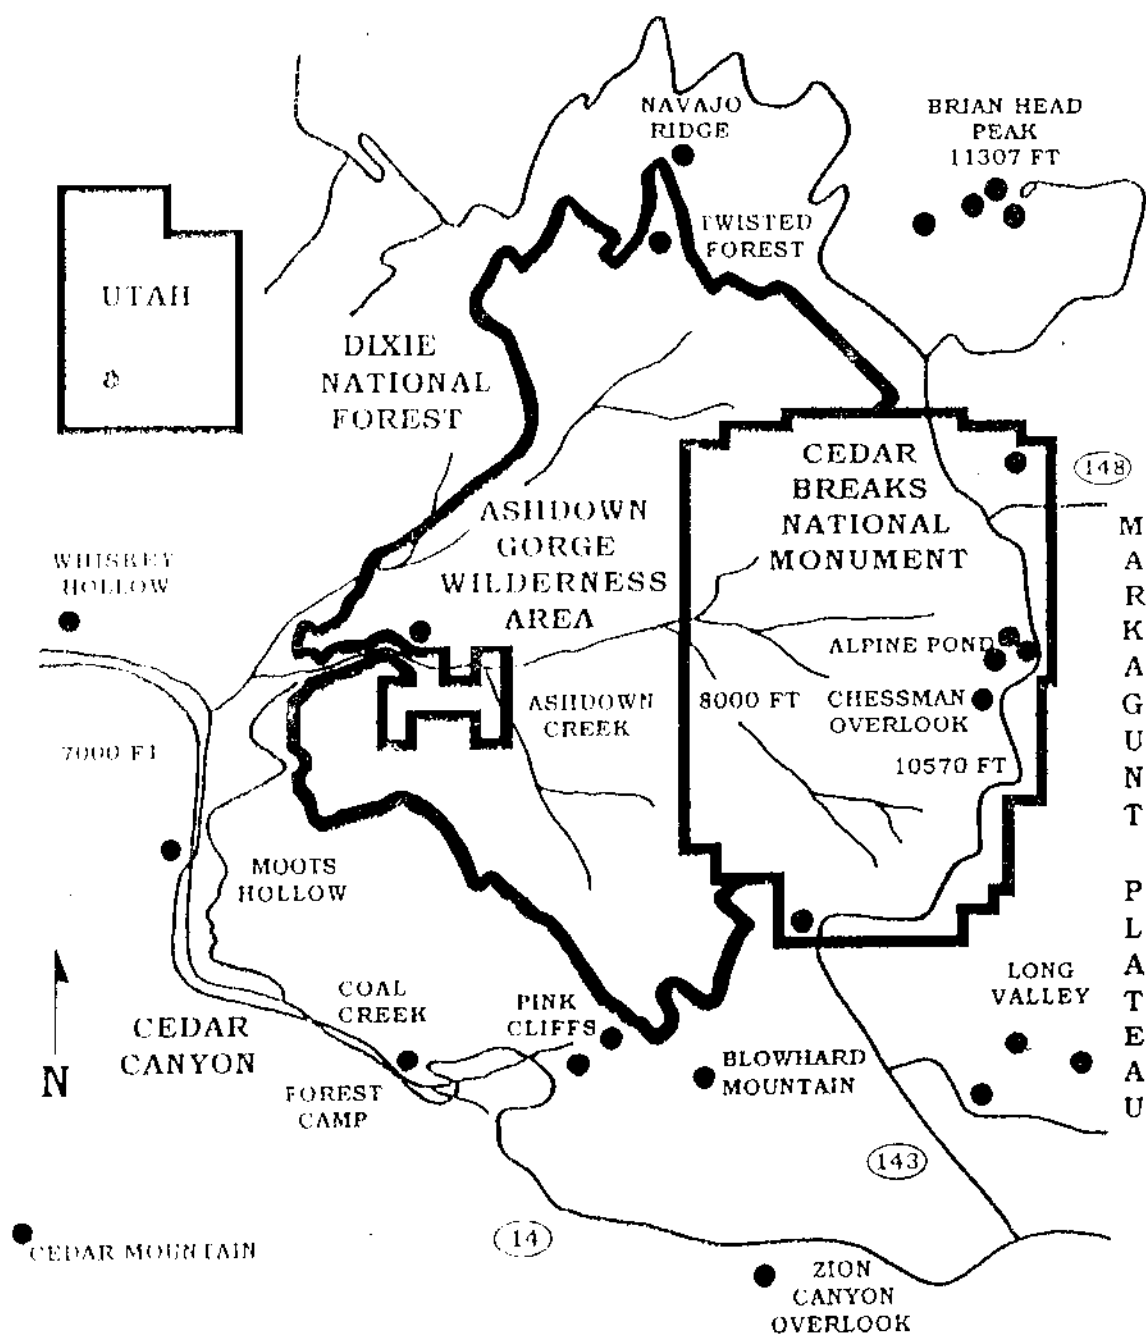 NAVAJO
RIDGE
BRIAN HEAD
PEAK
11307 FT
TWISTED
FOREST
UTAH
DIXIE
NATIONAL
FOREST
CEDAR
BREAKS
NATIONAL
MONUMENT
148
ASHDOWN
GORGE
WILDERNESS
AREA
WHISKEY
HOLLOW
MARKAGUNT PLATEAU
ALPINE POND
8000 FT
CHESSMAN
OVERLOOK
ASHDOWN
CREEK
7000 FT
10570 FT
MOOTS
HOLLOW
LONG
VALLEY
COAL
CREEK
PINK
CLIFFS
CEDAR
CANYON
N
FOREST
CAMP
BLOWHARD
MOUNTAIN
143
14
CEDAR MOUNTAIN
ZION
CANYON
OVERLOOK